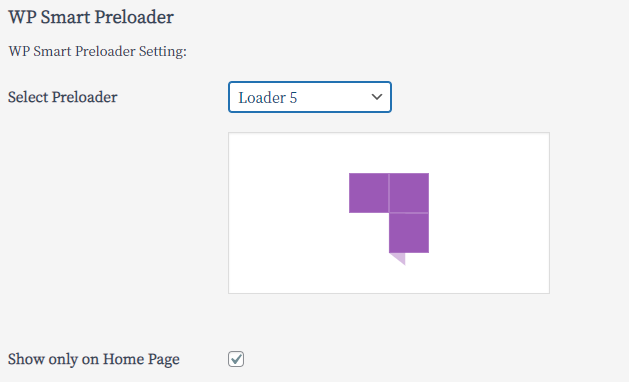 WP Smart Preloader
WP Smart Preloader Setting:
Select Preloader
Loader 5
Show only on Home Page